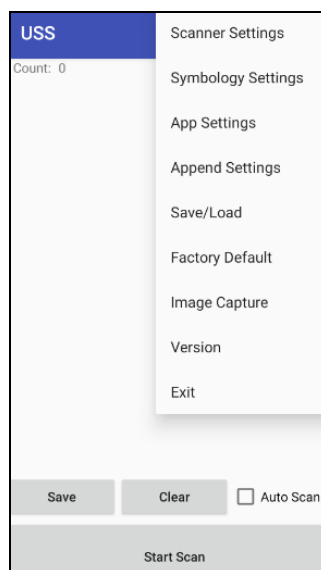 USS
Count: 0
Scanner Settings
Symbology Settings
App Settings
Append Settings
Save/Load
Factory Default
Image Capture
Version
Exit
Save
Clear
Auto Scan
Start Scan